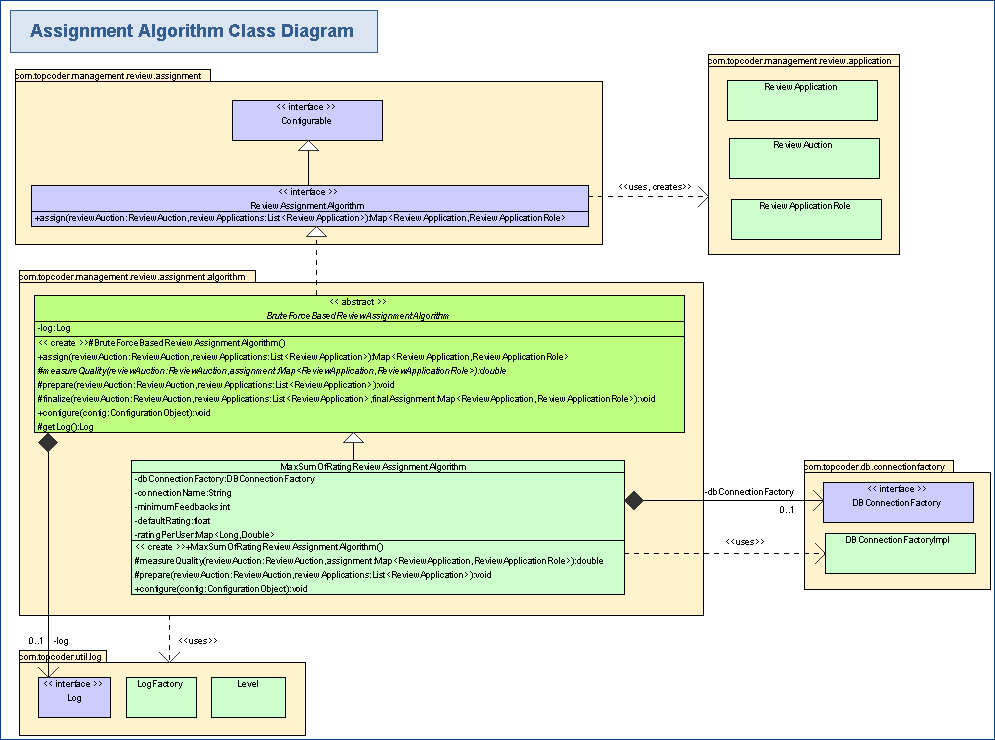 Assignment Algorithm Class Diagram
com.topcoder.management.review.assignment
<< interface >>
Configurable
<< interface >>
ReviewAssignmentAlgorithm
+assign(reviewAuction:ReviewAuction,reviewApplications:List<ReviewApplication>):Map<ReviewApplication,ReviewApplicationRole>
<<uses, creates>>
com.topcoder.management.review.application
ReviewApplication
ReviewAuction
ReviewApplicationRole
com.topcoder.management.review.assignment.algorithm
<< abstract >>
BruteForceBasedReviewAssignmentAlgorithm
-log:Log
<< create >>#BruteForceBasedReviewAssignmentAlgorithm()
+assign(reviewAuction:ReviewAuction,reviewApplications:List<ReviewApplication>):Map<ReviewApplication,ReviewApplicationRole>
#measureQuality(reviewAuction:ReviewAuction,assignment:Map<ReviewApplication,ReviewApplicationRole>):double
#prepare(reviewAuction:ReviewAuction,reviewApplications:List<ReviewApplication>):void
#finalize(reviewAuction:ReviewAuction,reviewApplications:List<ReviewApplication>,finalAssignment:Map<ReviewApplication,ReviewApplicationRole>):void
+configure(config:ConfigurationObject):void
#getLog():Log
MaxSumOfRatingReviewAssignmentAlgorithm
-dbConnectionFactory:DBConnectionFactory
-connectionName:String
-minimumFeedbacks:int
-defaultRating:float
-ratingPerUser:Map<Long,Double>
<< create >>+MaxSumOfRatingReviewAssignmentAlgorithm()
#measureQuality(reviewAuction:ReviewAuction,assignment:Map<ReviewApplication,ReviewApplicationRole>):double
#prepare(reviewAuction:ReviewAuction,reviewApplications:List<ReviewApplication>):void
+configure(config:ConfigurationObject):void
-dbConnectionFactory
0..1
<<uses>>
com.topcoder.db.connectionfactory
<< interface >>
DBConnectionFactory
DBConnectionFactoryImpl
0..1
-log
<<uses>>
com.topcoder.util.log
<< interface >>
Log
LogFactory
Level